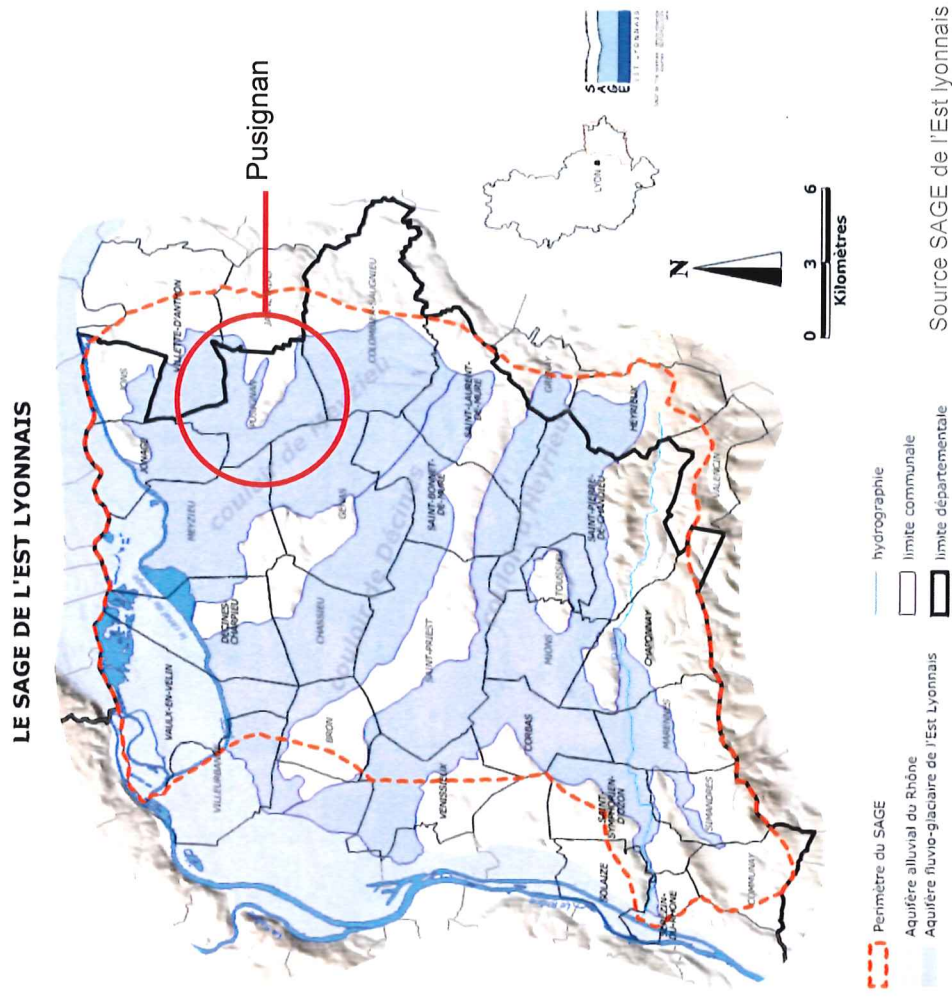 LE SAGE DE L'EST LYONNAIS
Pusignan
VILLETTE-D'ANTHON
JONS
JONAGE
PUSIGNAN
MEYZIEU
COLOMBIER-SAUGNIEU
couloir de Meyzieu
VAULX-EN-VELIN
DECINES-CHARPIEU
GENAS
couloir de Décines
VILLEURBANNE
CHASSIEU
SAINT-BONNET-DE-MURE
SAINT-LAURENT-DE-MURE
BRON
SAINT-PRIEST
GRENAY
couloir d'Heyrieux
VENISSIEUX
CORBAS
MIONS
TOUSSIEU
SAINT-PIERRE-DE-CHANDIEU
HEYRIEUX
SOLAIZE
SAINT-SYMPHORIEN-D'OZON
MARENNES
CHAPONNAY
VALENCIN
SIMANDRES
COMMUNAY
Le Rhône
LYON
S
A
G
E
EST LYONNAIS
N
0 3 6
Kilomètres
Périmètre du SAGE
Aquifère alluvial du Rhône
Aquifère fluvio-glaciaire de l'Est Lyonnais
hydrographie
limite communale
limite départementale
Source SAGE de l'Est lyonnais